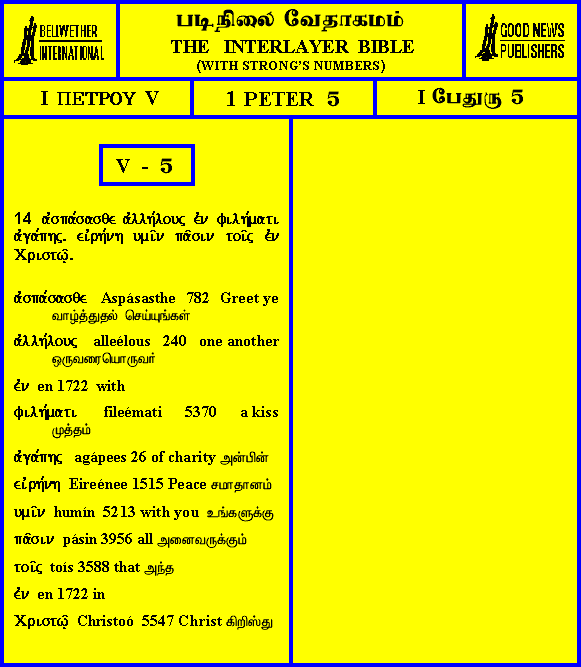 BELLWETHER
INTERNATIONAL
படிநிலை வேதாகமம்
THE INTERLAYER BIBLE
(WITH STRONG'S NUMBERS)
GOOD NEWS
PUBLISHERS
I ΠΕΤΡΟΥ V
1 PETER 5
I பேதுரு 5
V - 5
14 ἀσπάσασθε ἀλλήλους ἐν φιλήματι
ἀγάπης. εἰρήνη υμῖν πᾶσιν τοῖς ἐν
Χριστῷ.
ἀσπάσασθε Aspásasthe 782 Greet ye
வாழ்த்துதல் செய்யுங்கள்
ἀλλήλους alleélous 240 one another
ஒருவரையொருவர்
ἐν en 1722 with
φιλήματι fileémati 5370 a kiss
முத்தம்
ἀγάπης agápees 26 of charity அன்பின்
εἰρήνη Eireénee 1515 Peace சமாதானம்
υμῖν humín 5213 with you உங்களுக்கு
πᾶσιν pásin 3956 all அனைவருக்கும்
τοῖς toís 3588 that அந்த
ἐν en 1722 in
Χριστῷ Christoó 5547 Christ கிறிஸ்து